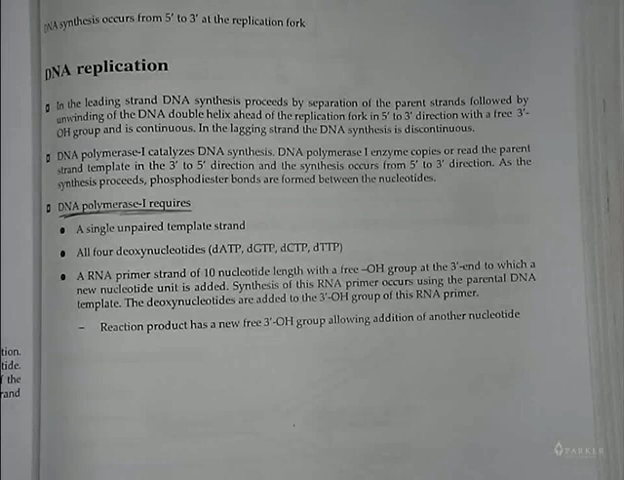 DNA synthesis occurs from 5′ to 3′ at the replication fork
DNA replication
In the leading strand DNA synthesis proceeds by separation of the parent strands followed by
unwinding of the DNA double helix ahead of the replication fork in 5′ to 3′ direction with a free 3′-
OH group and is continuous. In the lagging strand the DNA synthesis is discontinuous.
DNA polymerase-I catalyzes DNA synthesis. DNA polymerase I enzyme copies or read the parent
strand template in the 3′ to 5′ direction and the synthesis occurs from 5′ to 3′ direction. As the
synthesis proceeds, phosphodiester bonds are formed between the nucleotides.
DNA polymerase-I requires
• A single unpaired template strand
• All four deoxynucleotides (dATP, dGTP, dCTP, dTTP)
• A RNA primer strand of 10 nucleotide length with a free –OH group at the 3′-end to which a
new nucleotide unit is added. Synthesis of this RNA primer occurs using the parental DNA
template. The deoxynucleotides are added to the 3′-OH group of this RNA primer.
– Reaction product has a new free 3′-OH group allowing addition of another nucleotide
tion.
tide.
f the
rand
PARKER